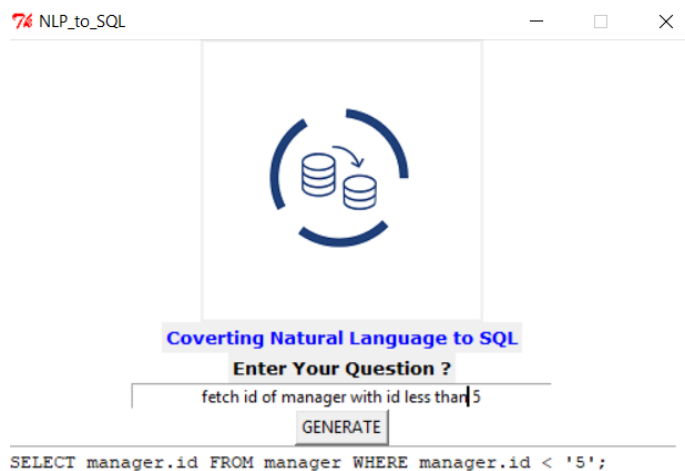 NLP_to_SQL
Coverting Natural Language to SQL
Enter Your Question ?
fetch id of manager with id less than 5
GENERATE
SELECT manager.id FROM manager WHERE manager.id < '5';